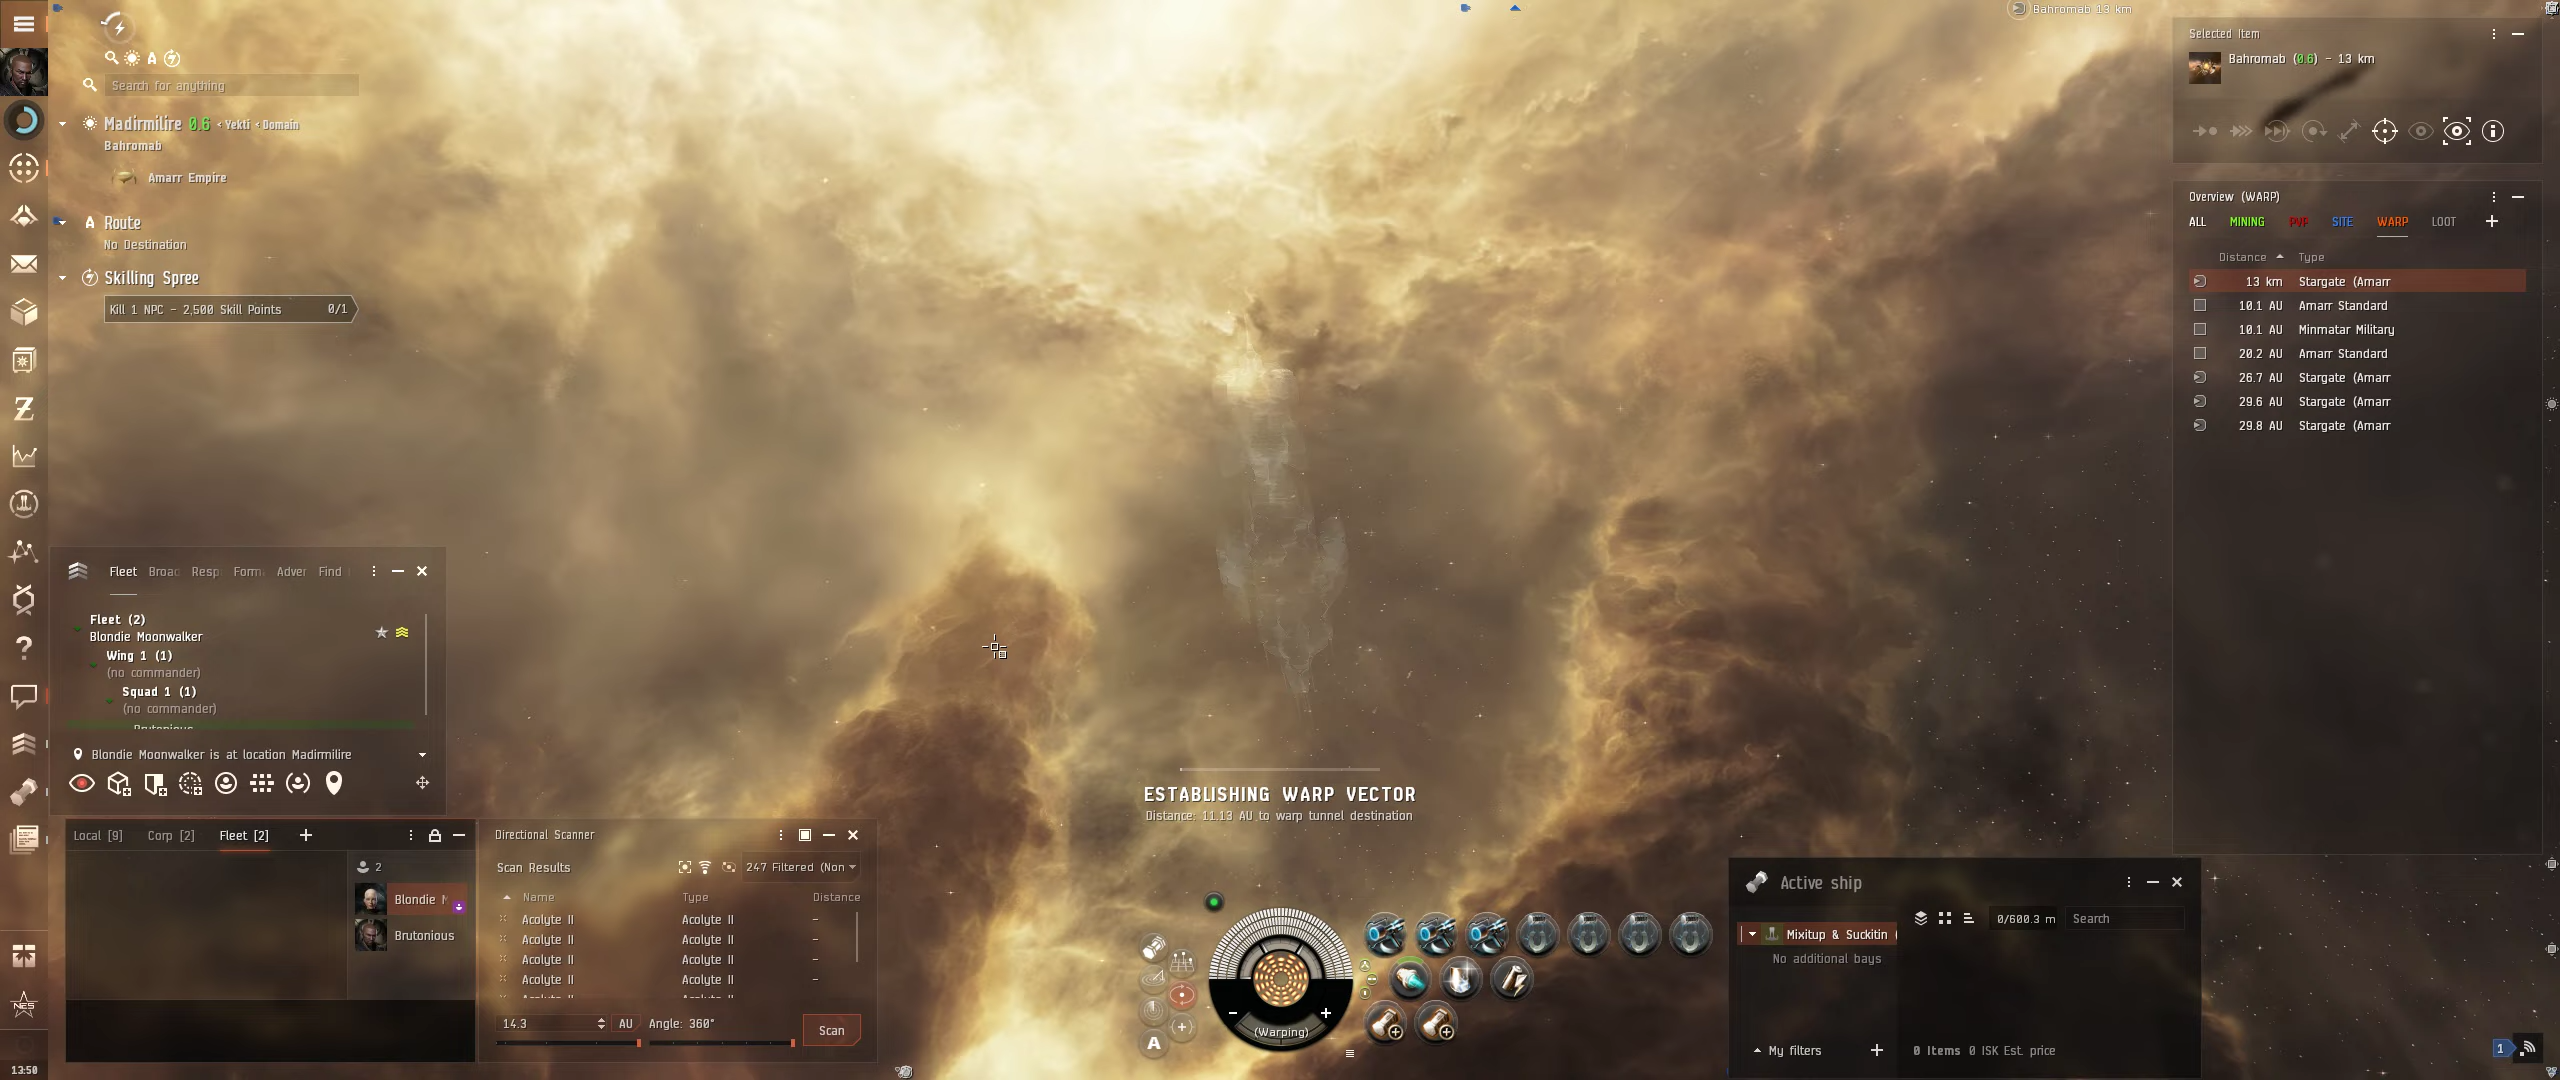 Bahromab 13 km
Search for anything
Madirmilire 0.6 < Yekti < Domain
Bahromab
Amarr Empire
Route
No Destination
Skilling Spree
Kill 1 NPC - 2,500 Skill Points 0/1
Selected Item
Bahromab (0.6) - 13 km
Overview (WARP)
ALL MINING PVP SITE WARP LOOT
Distance Type
13 km Stargate (Amarr
10.1 AU Amarr Standard
10.1 AU Minmatar Military
20.2 AU Amarr Standard
26.7 AU Stargate (Amarr
29.6 AU Stargate (Amarr
29.8 AU Stargate (Amarr
Fleet Broad Resp Form Adver Find
Fleet (2)
Blondie Moonwalker
Wing 1 (1)
(no commander)
Squad 1 (1)
(no commander)
Brutonious
Blondie Moonwalker is at location Madirmilire
Local [9] Corp [2] Fleet [2]
2
Blondie M
Brutonious
Directional Scanner
Scan Results
247 Filtered (Non
Name Type Distance
Acolyte II Acolyte II -
Acolyte II Acolyte II -
Acolyte II Acolyte II -
Acolyte II Acolyte II -
14.3 AU Angle: 360°
Scan
ESTABLISHING WARP VECTOR
Distance: 11.13 AU to warp tunnel destination
(Warping)
A
Active ship
0/600.3 m Search
Mixitup & Suckitin (
No additional bays
My filters
0 Items 0 ISK Est. price
NES
13:50
1